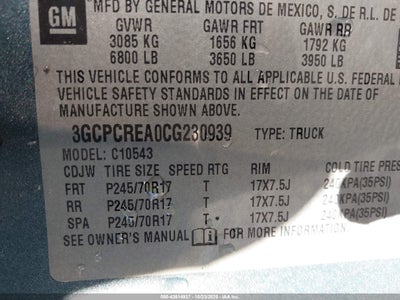 MFD BY GENERAL MOTORS DE MEXICO, S. DE R.L. DE
GM
GVWR GAWR FRT GAWR RR
3085 KG 1656 KG 1792 KG
6800 LB 3650 LB 3950 LB
THIS VEHICLE CONFORMS TO ALL APPLICABLE U.S. FEDERAL
VEHICLE SAFETY STANDARDS IN EFFECT ON THE DATE OF
MANUFACTURE SHOWN ABOVE.
3GCPCREA0CG230939 TYPE: TRUCK
MODEL: C10543
CDJW TIRE SIZE SPEED RTG RIM COLD TIRE PRES
FRT P245/70R17 T 17X7.5J 240KPA(35PSI)
RR P245/70R17 T 17X7.5J 240KPA(35PSI)
SPA P245/70R17 T 17X7.5J 240KPA(35PSI)
SEE OWNER'S MANUAL FOR MORE INFORMATION